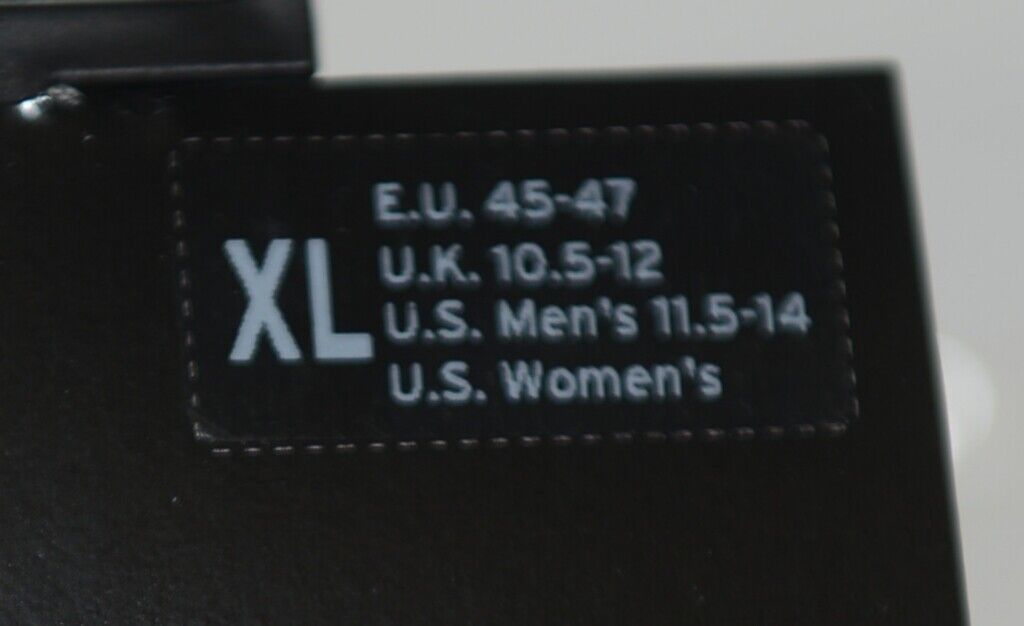 XL
E.U. 45-47
U.K. 10.5-12
U.S. Men's 11.5-14
U.S. Women's